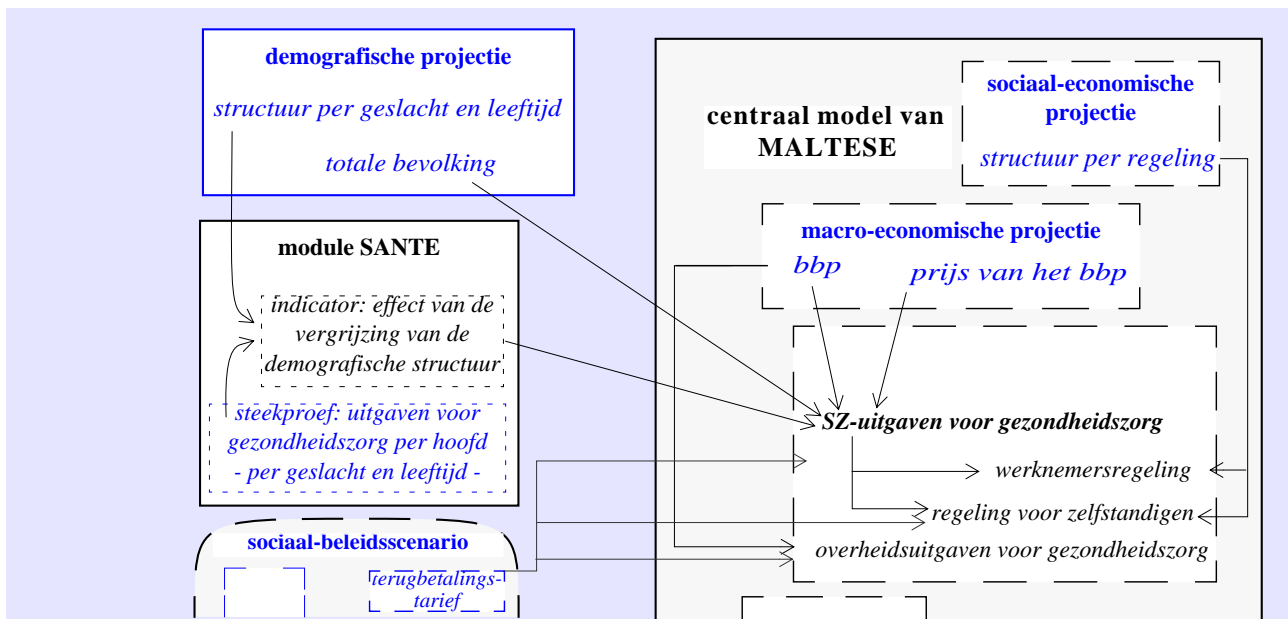 demografische projectie
structuur per geslacht en leeftijd
totale bevolking
module SANTE
indicator: effect van de
vergrijzing van de
demografische structuur
steekproef: uitgaven voor
gezondheidszorg per hoofd
- per geslacht en leeftijd -
sociaal-beleidsscenario
terugbetalings-
tarief
centraal model van
MALTESE
sociaal-economische
projectie
structuur per regeling
macro-economische projectie
bbp
prijs van het bbp
SZ-uitgaven voor gezondheidszorg
werknemersregeling
regeling voor zelfstandigen
overheidsuitgaven voor gezondheidszorg